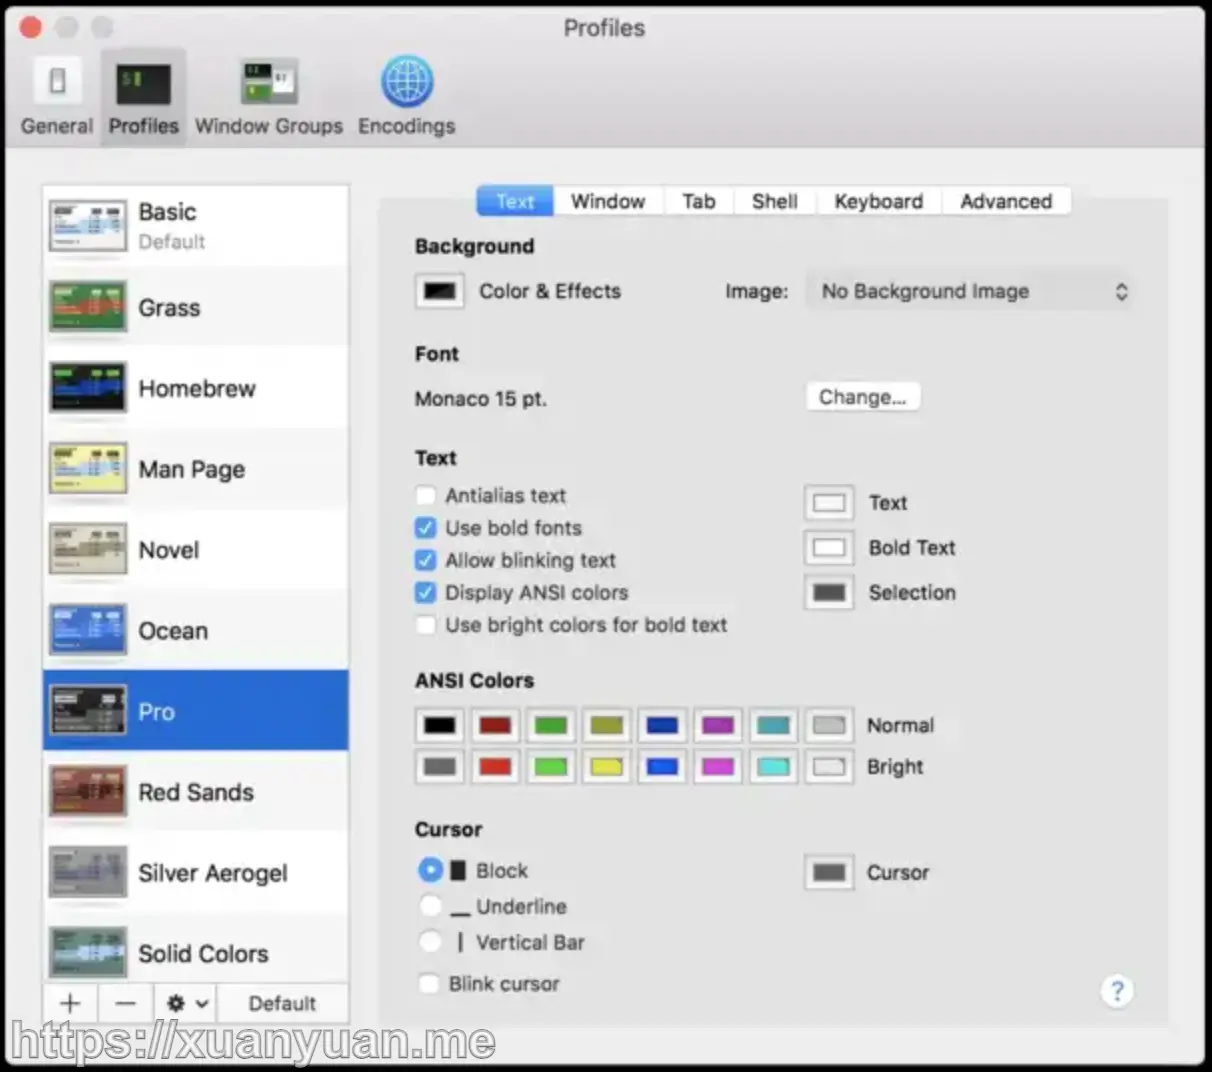 Profiles
General Profiles Window Groups Encodings
Basic
Default
Grass
Homebrew
Man Page
Novel
Ocean
Pro
Red Sands
Silver Aerogel
Solid Colors
Default
Text Window Tab Shell Keyboard Advanced
Background
Color & Effects Image: No Background Image
Font
Monaco 15 pt. Change...
Text
Antialias text
Use bold fonts
Allow blinking text
Display ANSI colors
Use bright colors for bold text
Text
Bold Text
Selection
ANSI Colors
Normal
Bright
Cursor
Block
Underline
Vertical Bar
Blink cursor
Cursor
?
https://xuanyuan.me